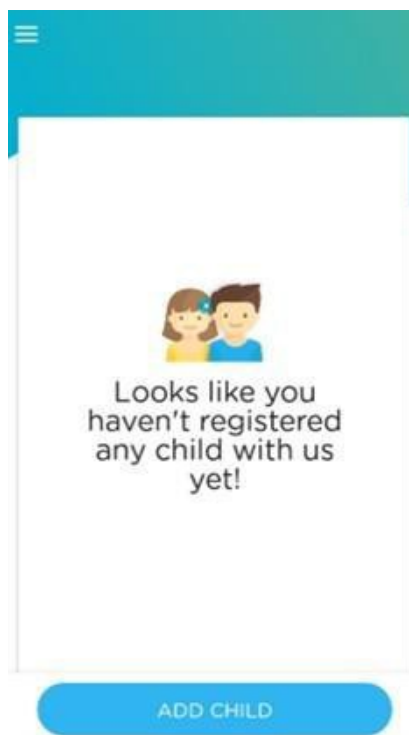 Looks like you
haven't registered
any child with us
yet!
ADD CHILD